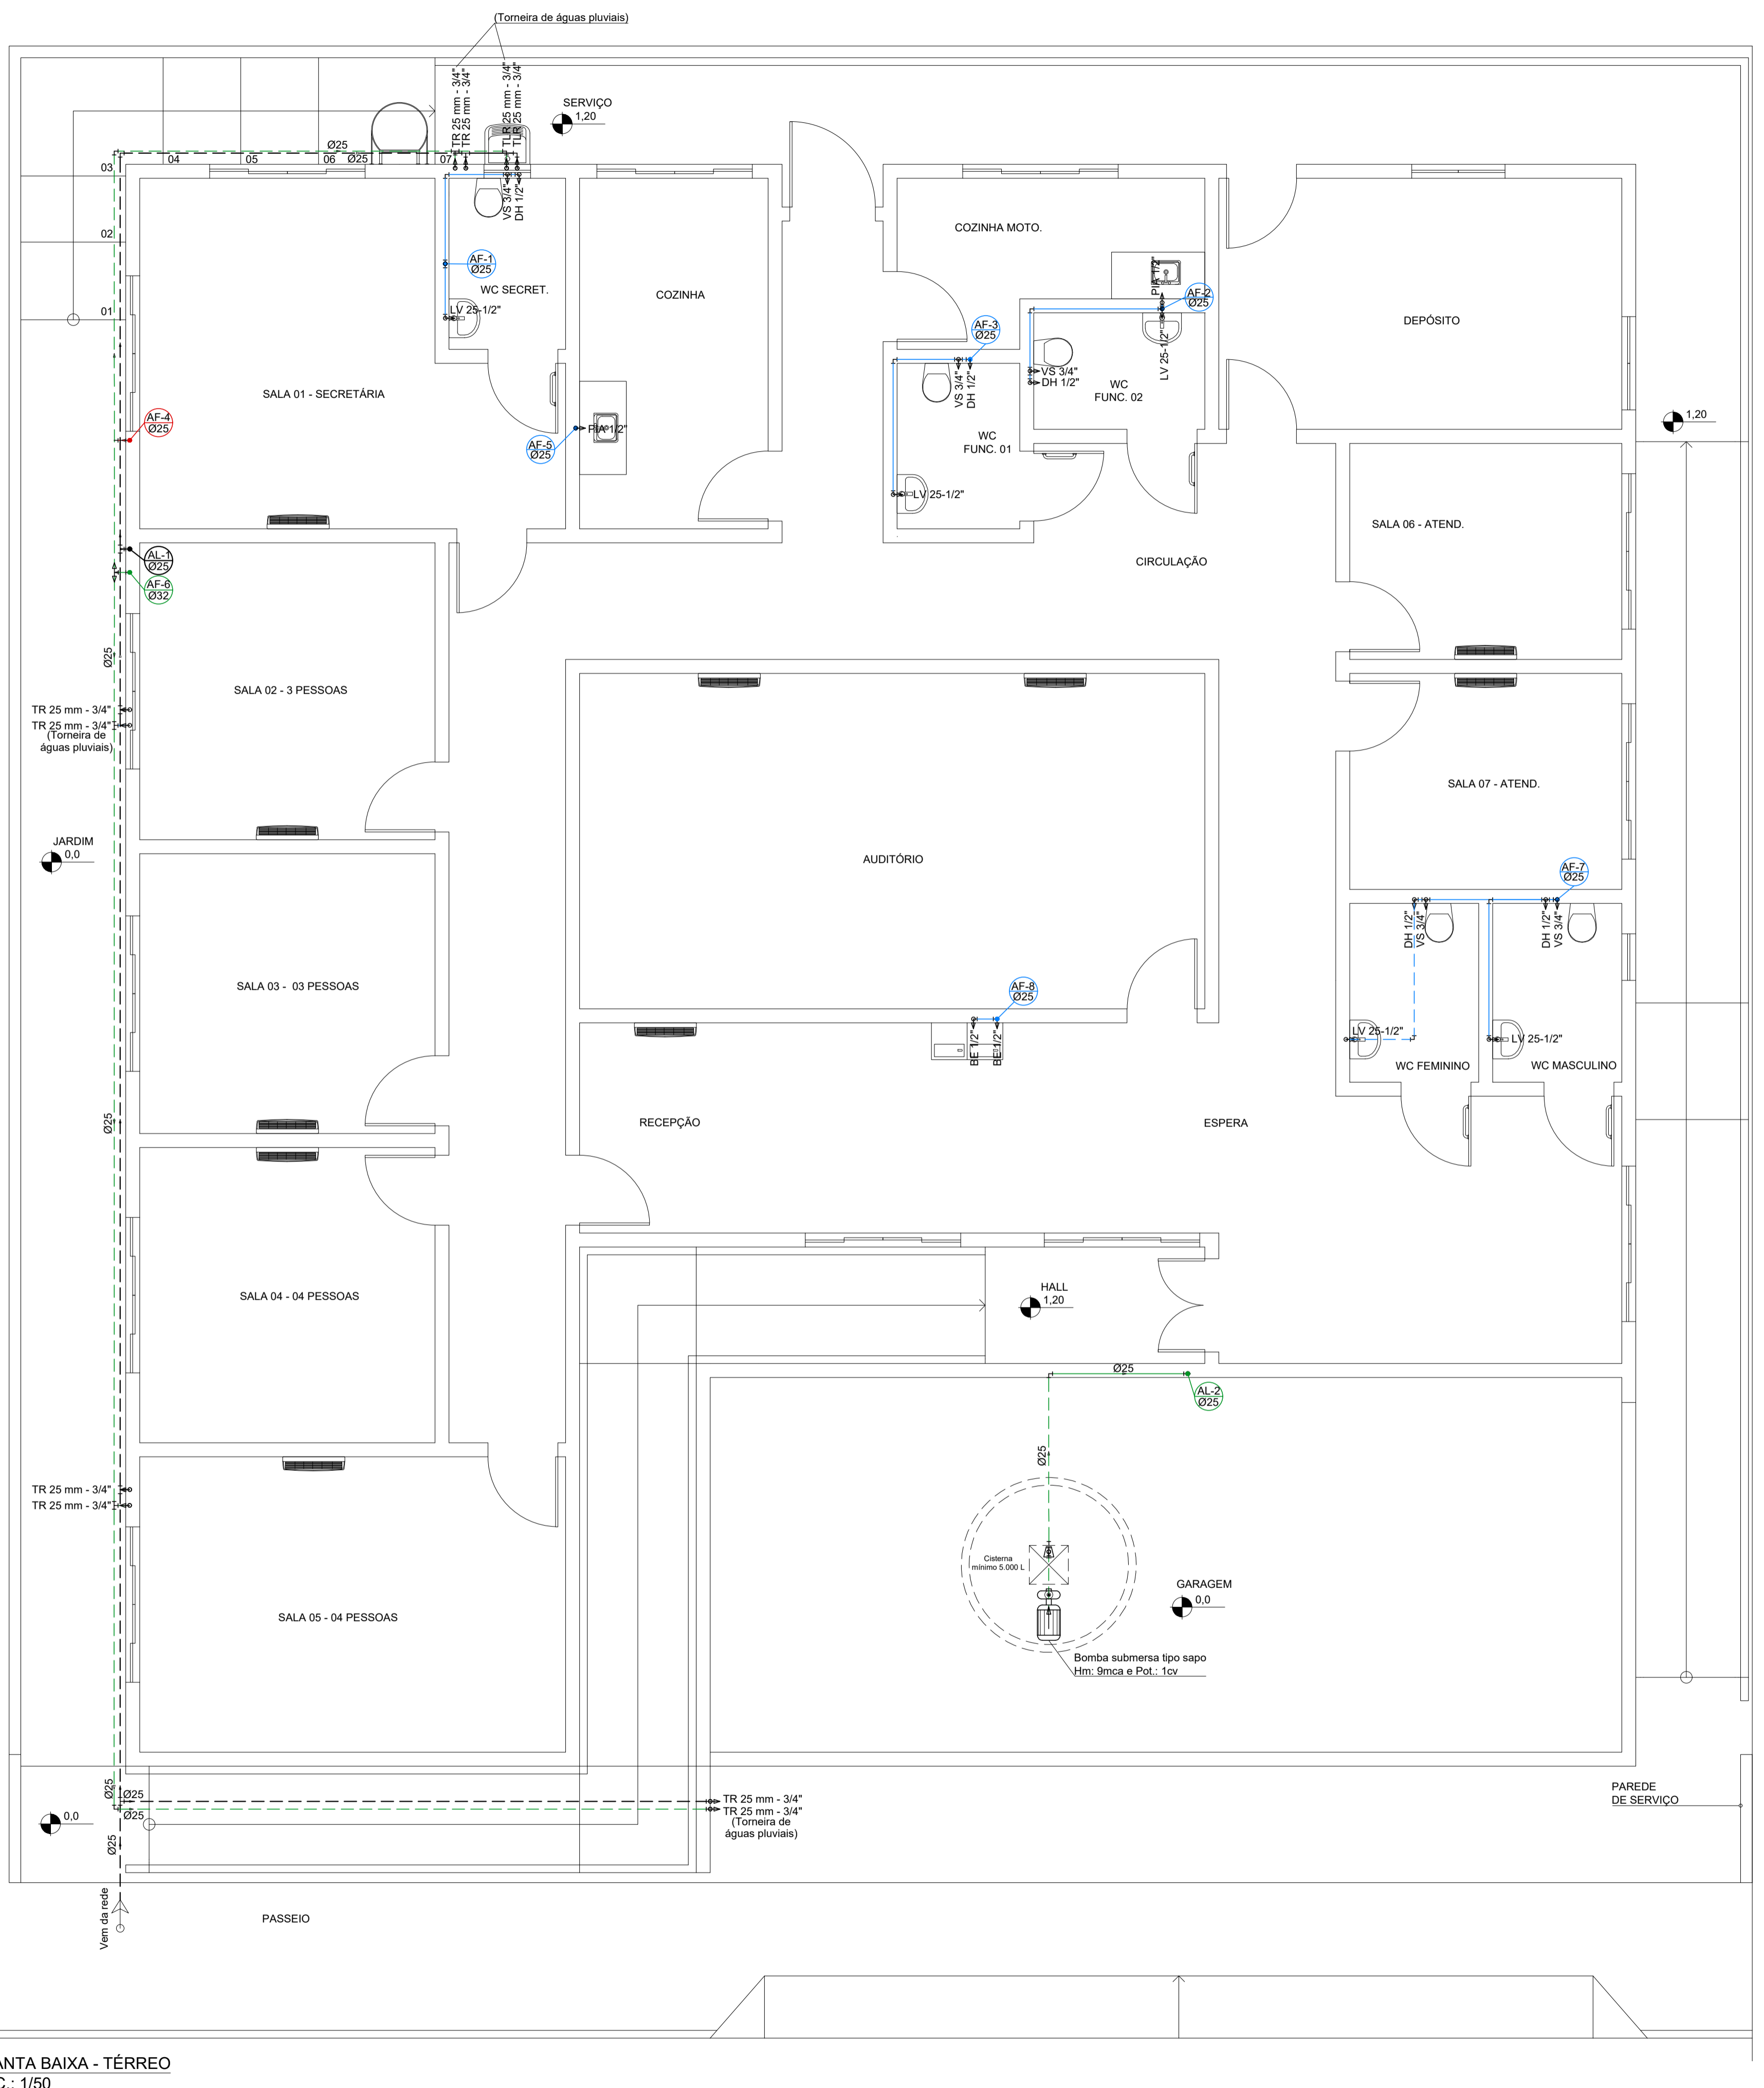 (Torneira de águas pluviais)
TR 25 mm - 3/4"
TR 25 mm - 3/4"
TLR 25 mm - 3/4"
TLR 25 mm - 3/4"
SERVIÇO
1,20
Ø25
03
04
05
06
Ø25
07
02
01
VS 3/4"
DH 1/2"
AF-1
Ø25
WC SECRET.
LV 25-1/2"
COZINHA
COZINHA MOTO.
PIA 1/2"
AF-2
Ø25
AF-3
Ø25
DEPÓSITO
VS 3/4"
DH 1/2"
VS 3/4"
DH 1/2"
LV 25-1/2"
WC
FUNC. 02
SALA 01 - SECRETÁRIA
AF-4
Ø25
PIA 1/2"
AF-5
Ø25
WC
FUNC. 01
LV 25-1/2"
1,20
SALA 06 - ATEND.
AL-1
Ø25
AF-6
Ø32
CIRCULAÇÃO
Ø25
SALA 02 - 3 PESSOAS
TR 25 mm - 3/4"
TR 25 mm - 3/4"
(Torneira de
águas pluviais)
SALA 07 - ATEND.
JARDIM
0,0
AUDITÓRIO
AF-7
Ø25
DH 1/2"
VS 3/4"
DH 1/2"
VS 3/4"
SALA 03 - 03 PESSOAS
AF-8
Ø25
BE 1/2"
BE 1/2"
LV 25-1/2"
LV 25-1/2"
WC FEMININO
WC MASCULINO
Ø25
RECEPÇÃO
ESPERA
SALA 04 - 04 PESSOAS
HALL
1,20
Ø25
AL-2
Ø25
Ø25
TR 25 mm - 3/4"
TR 25 mm - 3/4"
Cisterna
mínimo 5.000 L
GARAGEM
0,0
SALA 05 - 04 PESSOAS
Bomba submersa tipo sapo
Hm: 9mca e Pot.: 1cv
Ø25
Ø25
Ø25
TR 25 mm - 3/4"
TR 25 mm - 3/4"
(Torneira de
águas pluviais)
PAREDE
DE SERVIÇO
0,0
Ø25
Vem da rede
PASSEIO
ANTA BAIXA - TÉRREO
C.: 1/50